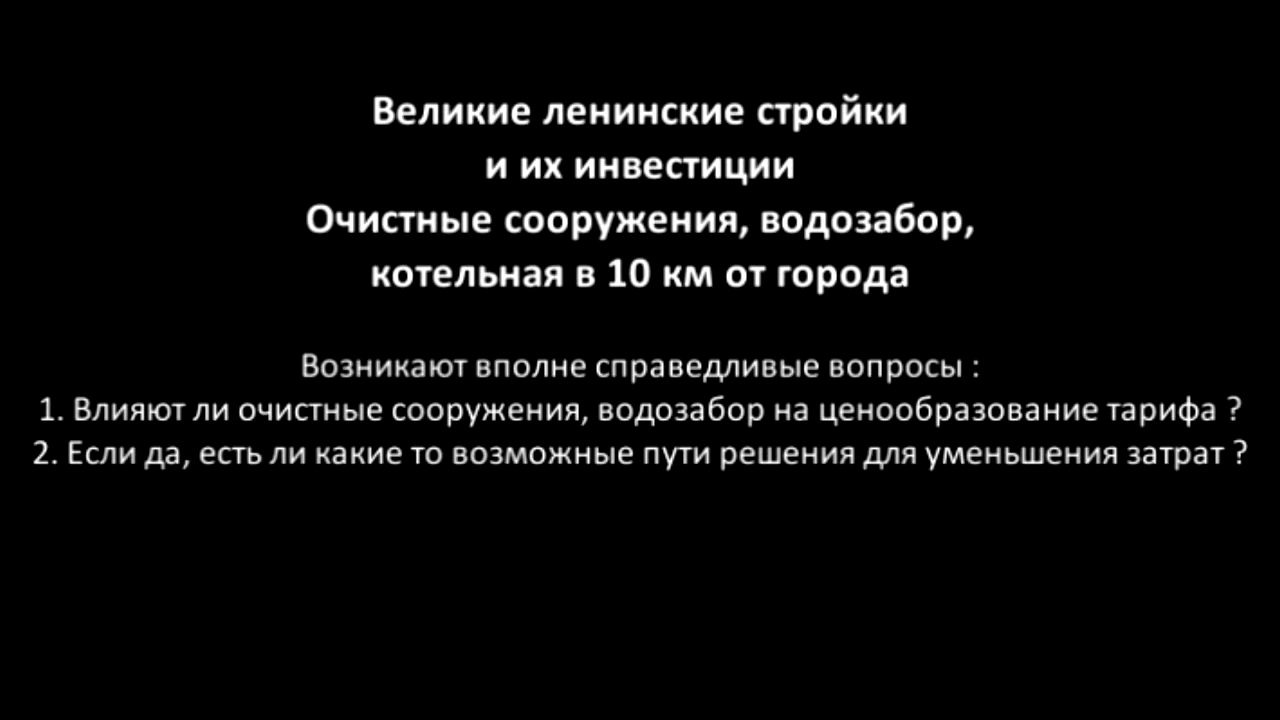 Великие ленинские стройки
и их инвестиции
Очистные сооружения, водозабор,
котельная в 10 км от города
Возникают вполне справедливые вопросы :
1. Влияют ли очистные сооружения, водозабор на ценообразование тарифа ?
2. Если да, есть ли какие то возможные пути решения для уменьшения затрат ?